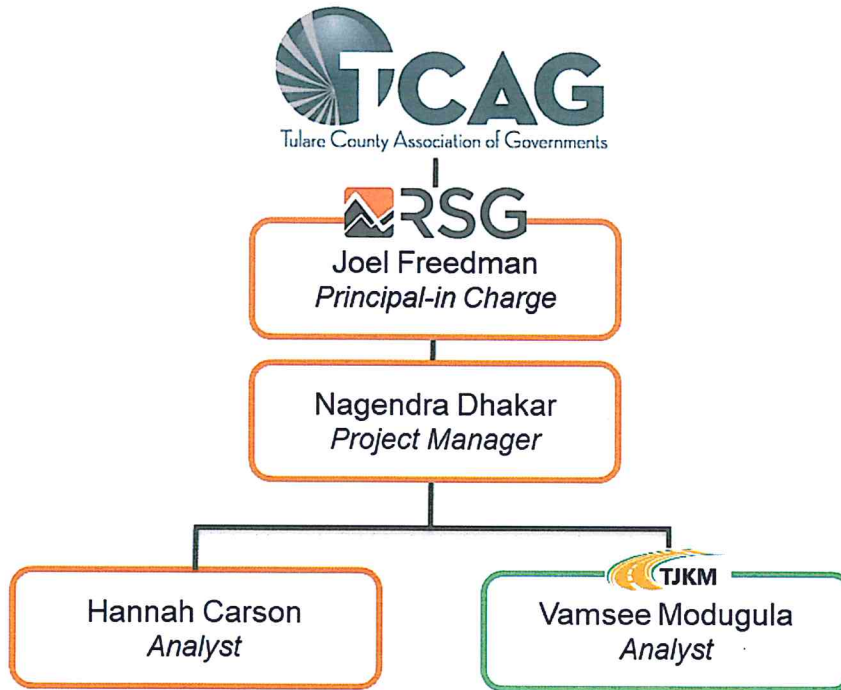 TCAG
Tulare County Association of Governments
RSG
Joel Freedman
Principal-in Charge
Nagendra Dhakar
Project Manager
Hannah Carson
Analyst
TJKM
Vamsee Modugula
Analyst